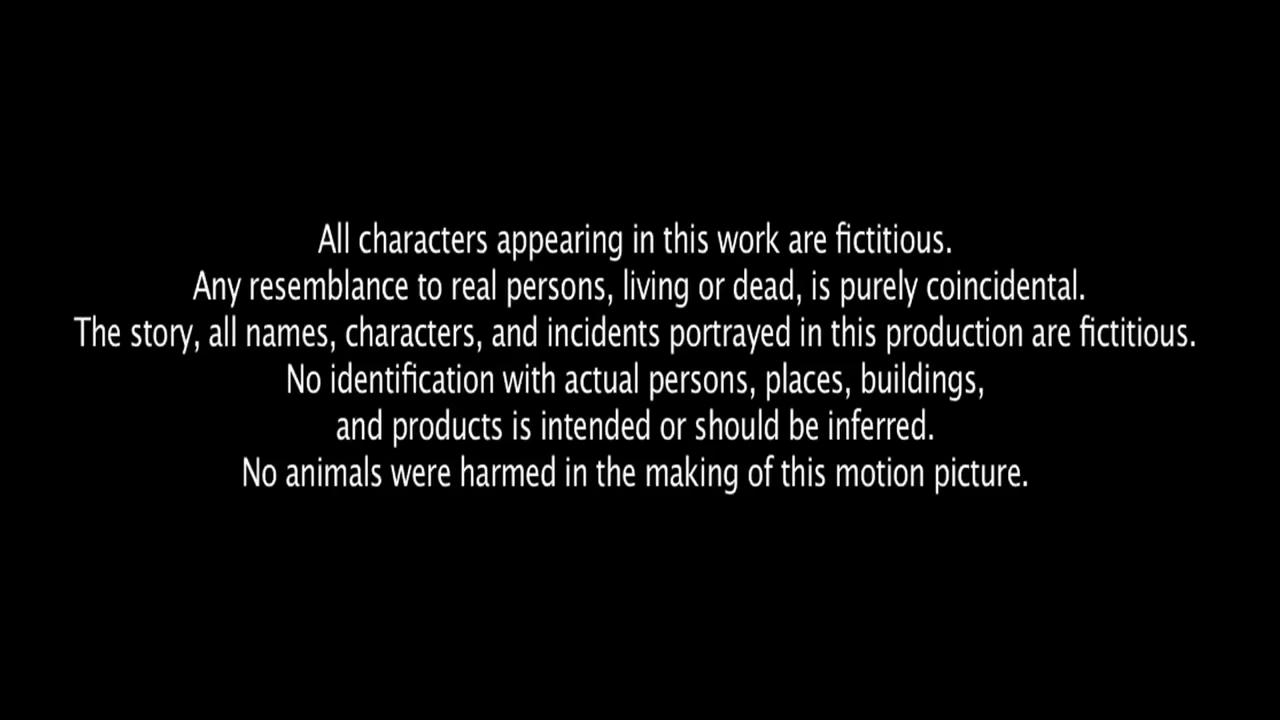 All characters appearing in this work are fictitious.
Any resemblance to real persons, living or dead, is purely coincidental.
The story, all names, characters, and incidents portrayed in this production are fictitious.
No identification with actual persons, places, buildings,
and products is intended or should be inferred.
No animals were harmed in the making of this motion picture.